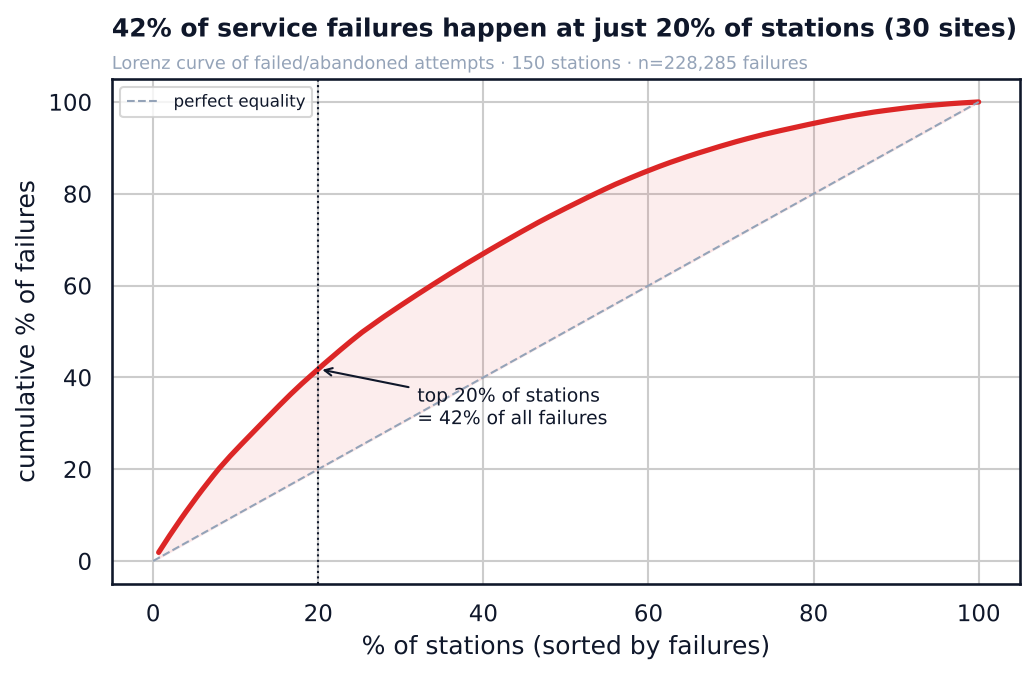 42% of service failures happen at just 20% of stations (30 sites)
Lorenz curve of failed/abandoned attempts · 150 stations · n=228,285 failures
perfect equality
cumulative % of failures
100
80
60
40
20
0
top 20% of stations
= 42% of all failures
0 20 40 60 80 100
% of stations (sorted by failures)